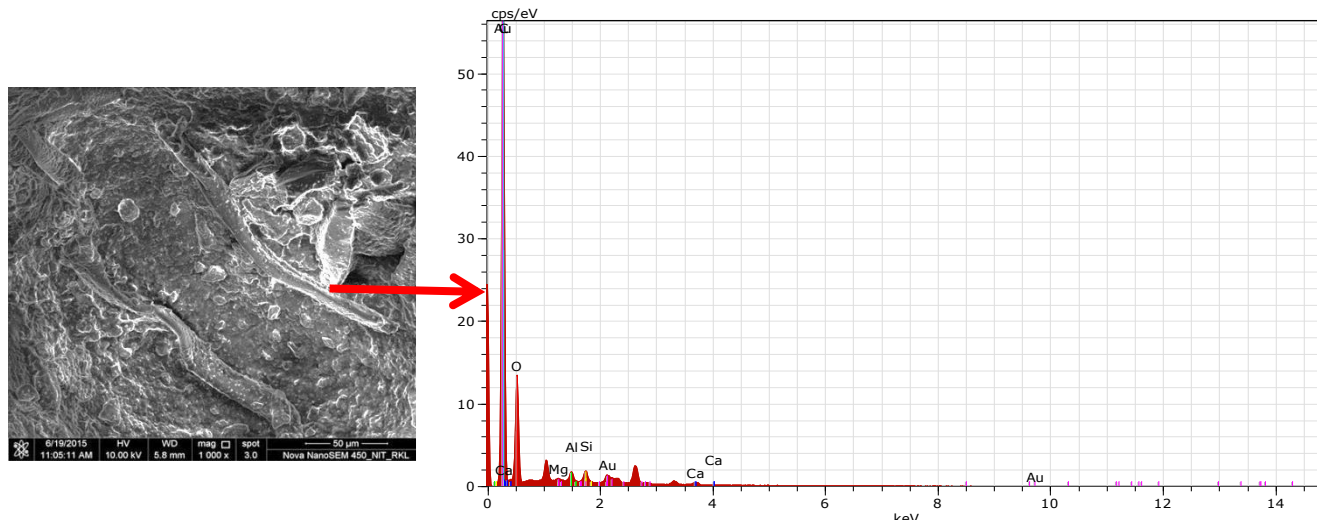 cps/eV
Au
C
50
40
30
20
10
0
O
Ca
Mg
Al
Si
Au
Ca
Ca
Au
0 2 4 6 8 10 12 14
keV
6/19/2015 HV WD mag spot 50 µm
11:05:11 AM 10.00 kV 5.8 mm 1 000 x 3.0 Nova NanoSEM 450_NIT_RKL